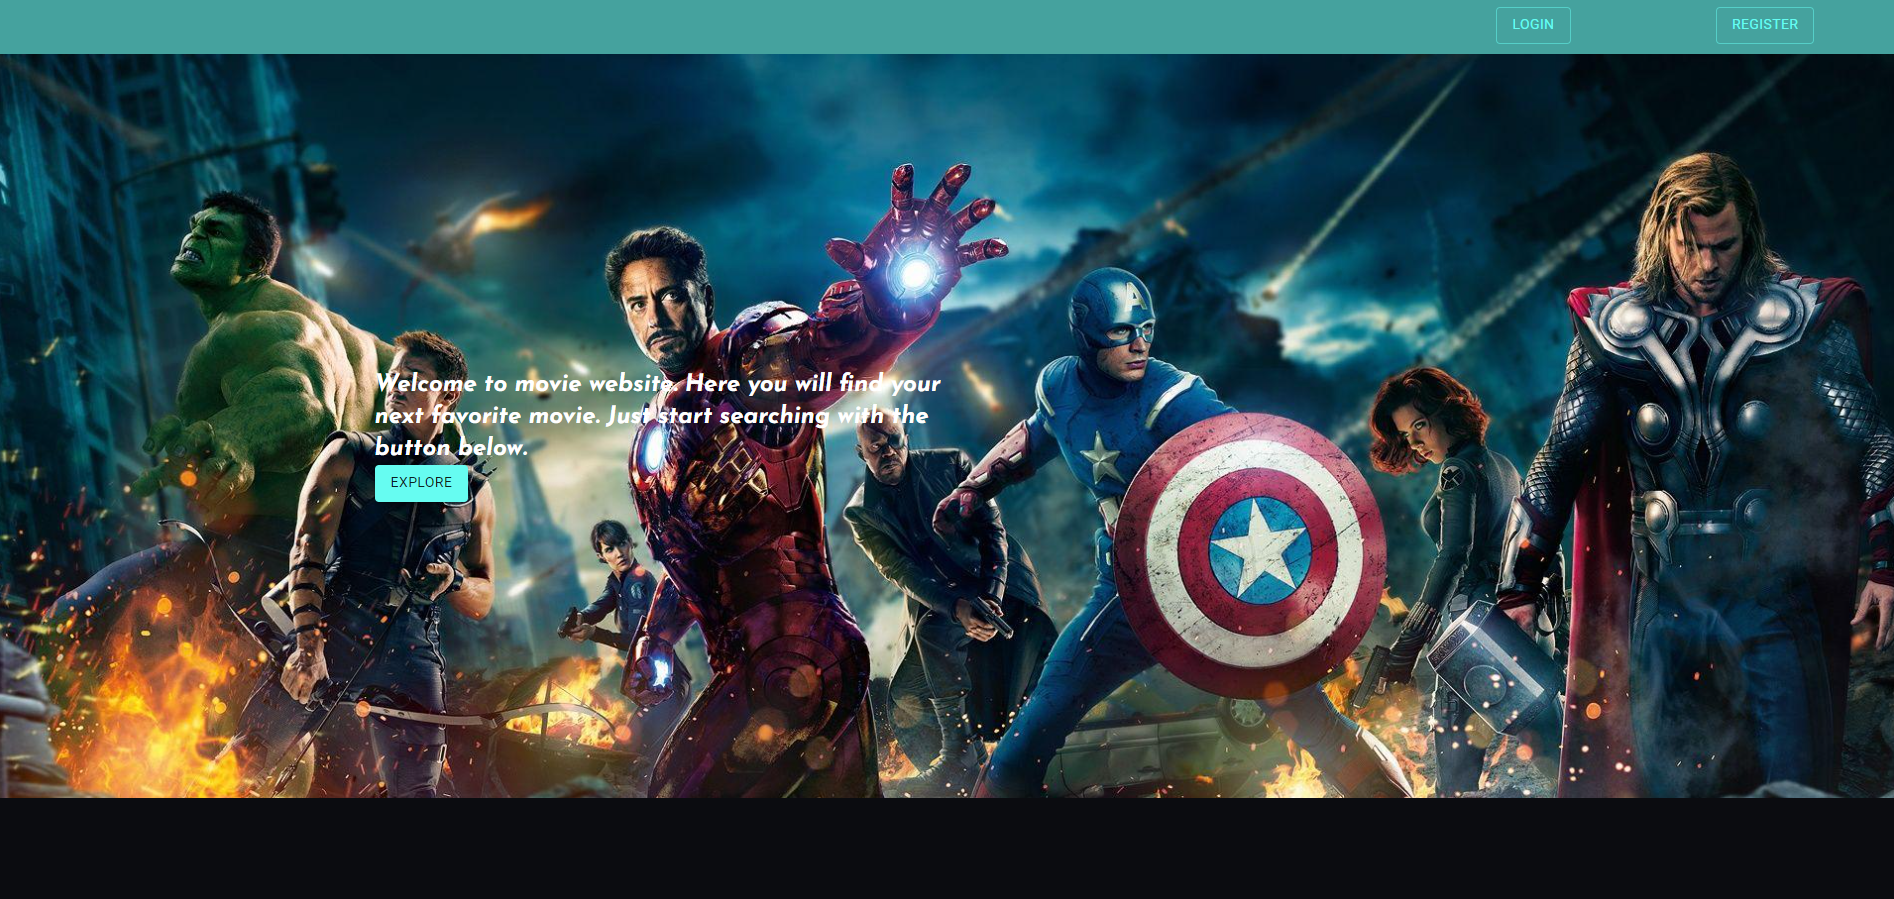 LOGIN REGISTER
Welcome to movie website. Here you will find your
next favorite movie. Just start searching with the
button below.
EXPLORE
A